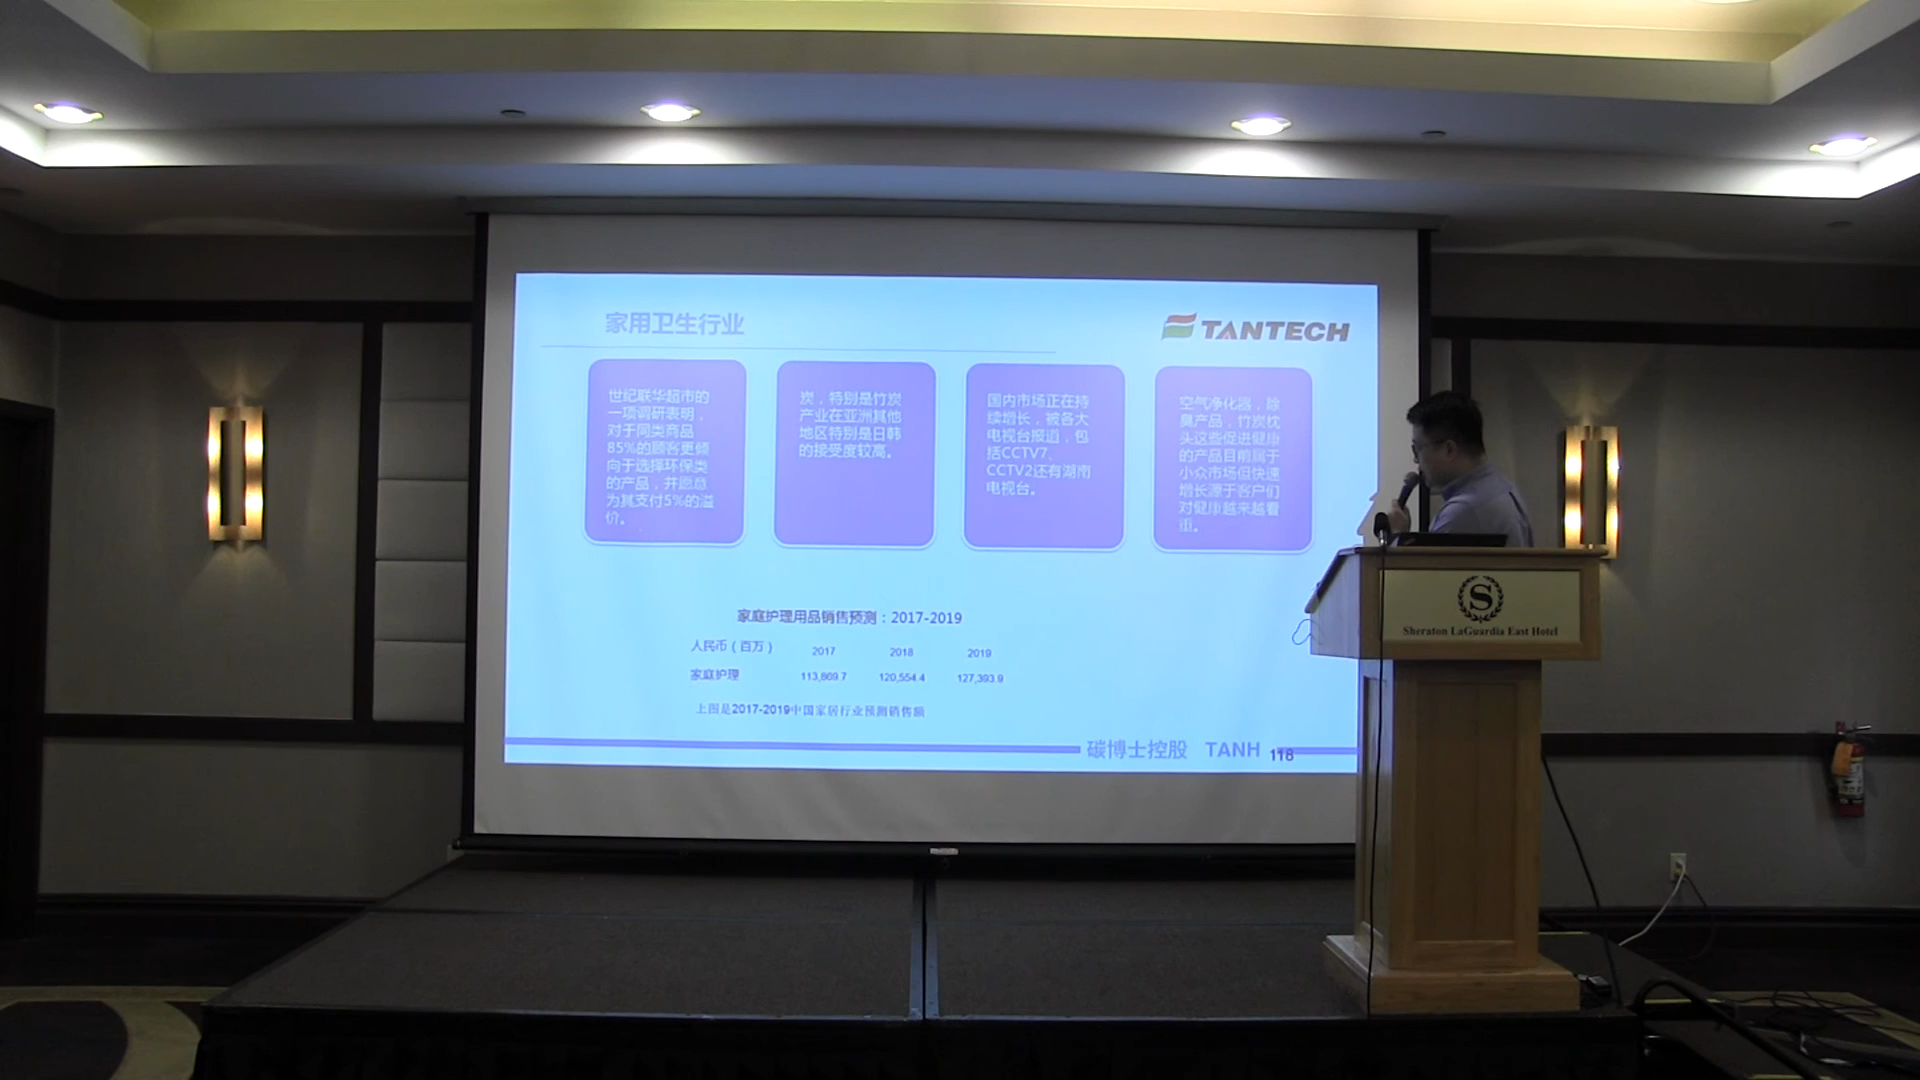 家用卫生行业
TANTECH
世纪联华超市的
一项调研表明，
对于同类商品
85%的顾客更倾
向于选择环保类
的产品，并愿意
为其支付5%的溢
价。
炭，特别是竹炭
产业在亚洲其他
地区特别是日韩
的接受度较高。
国内市场正在持
续增长，被各大
电视台报道，包
括CCTV7、
CCTV2还有湖南
电视台。
空气净化器，除
臭产品，竹炭枕
头这些促进健康
的产品目前属于
小众市场但快速
增长源于客户们
对健康越来越看
重。
家庭护理用品销售预测：2017-2019
人民币（百万） 2017 2018 2019
家庭护理 113,869.7 120,554.4 127,393.9
上图是2017-2019中国家居行业预测销售额
碳博士控股 TANH 118
S
Sheraton LaGuardia East Hotel